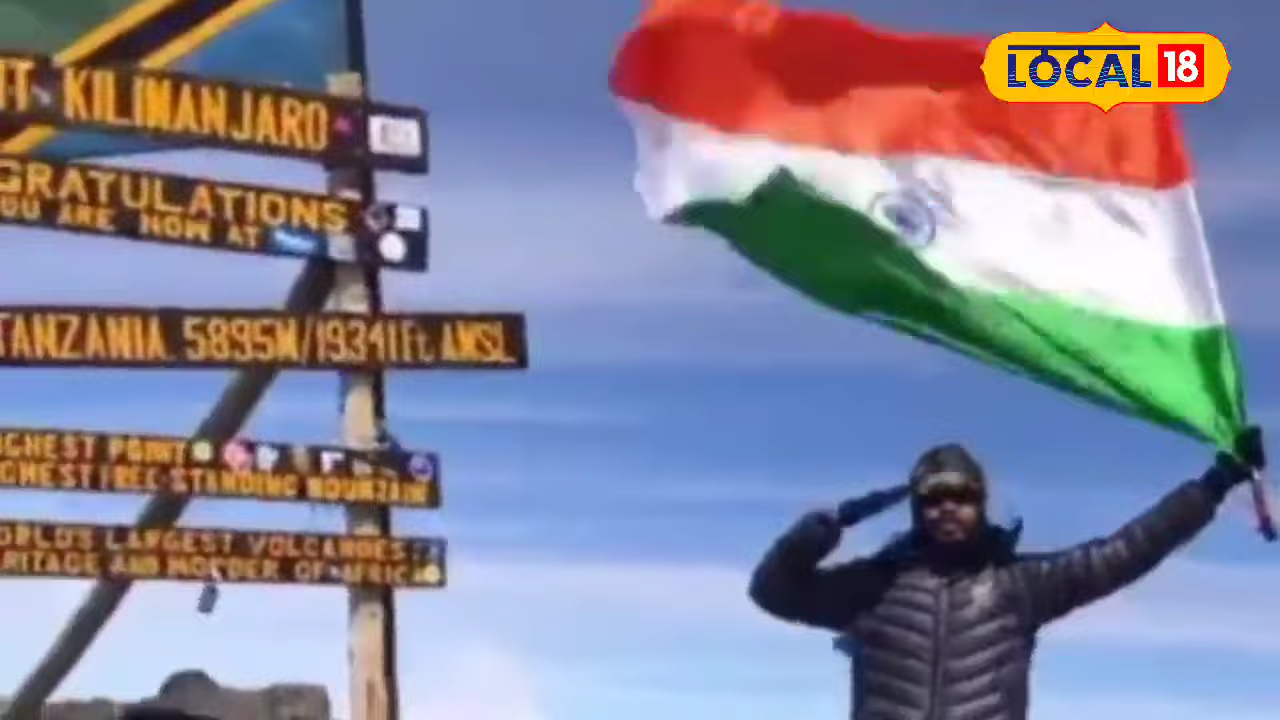 LOCAL 18
T KILIMANJARO
GRATULATIONS
OU ARE NOW AT
TANZANIA 5895M/19341Ft. AMSL
GHEST POINT
GHEST FREE-STANDING MOUNTAIN
ORLD'S LARGEST VOLCANOES
ERITAGE AND WONDER OF AFRICA